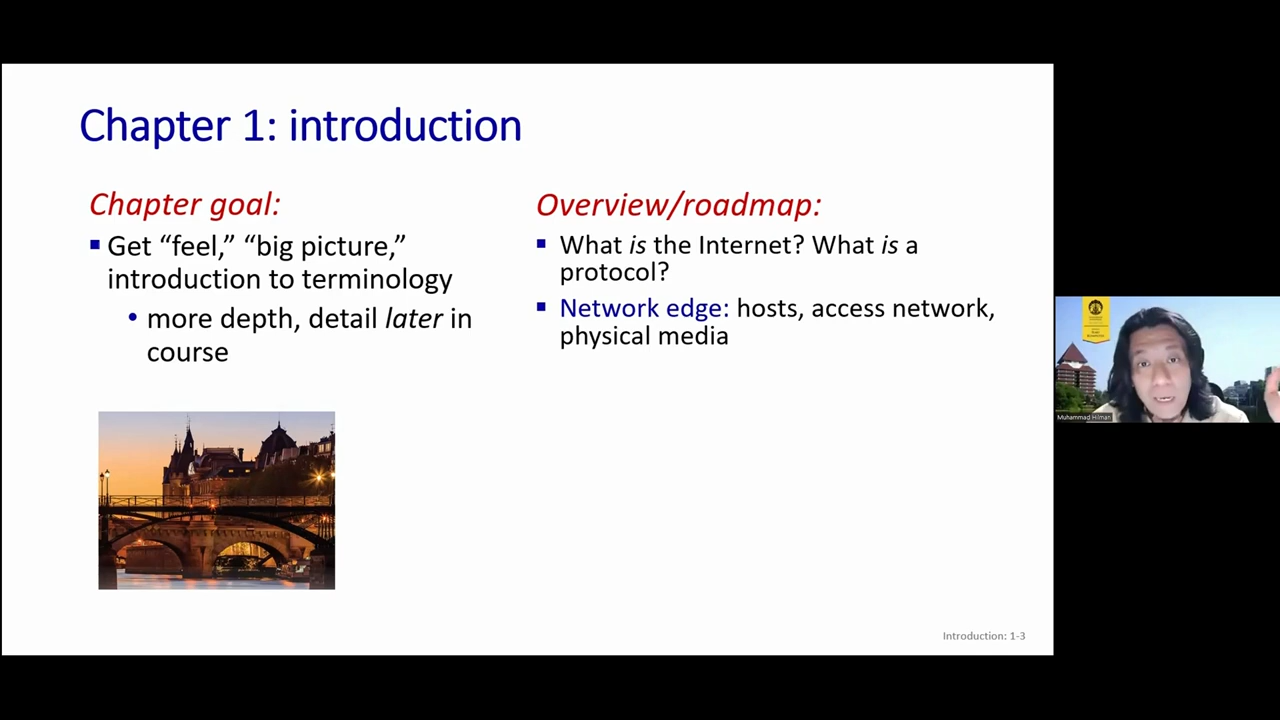 Chapter 1: introduction
Chapter goal:
Get “feel,” “big picture,”
introduction to terminology
more depth, detail later in
course
Overview/roadmap:
What is the Internet? What is a
protocol?
Network edge: hosts, access network,
physical media
Introduction: 1-3
Muhammad Hilman